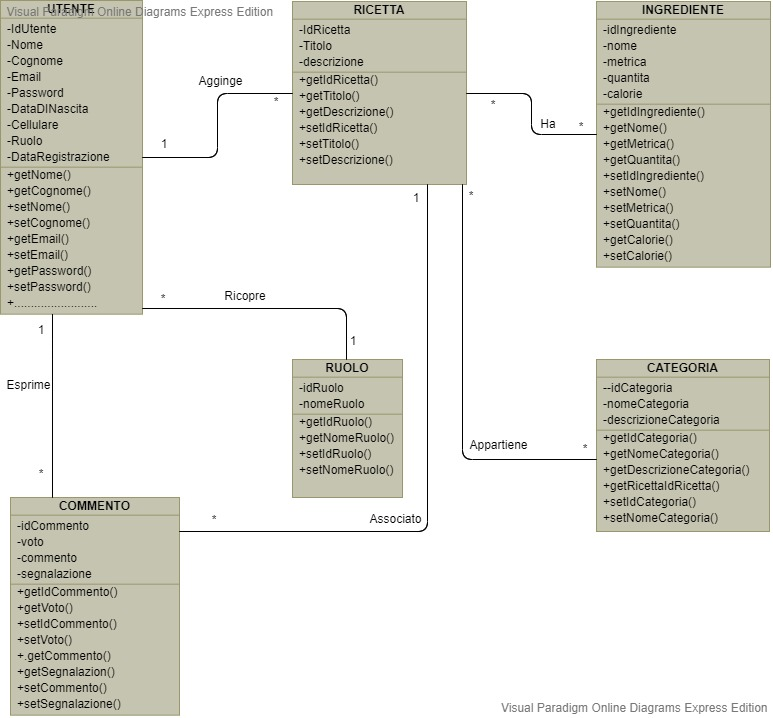 Visual Paradigm Online Diagrams Express Edition
UTENTE
-IdUtente
-Nome
-Cognome
-Email
-Password
-DataDINascita
-Cellulare
-Ruolo
-DataRegistrazione
+getNome()
+getCognome()
+setNome()
+setCognome()
+getEmail()
+setEmail()
+getPassword()
+setPassword()
+..........................
RICETTA
-IdRicetta
-Titolo
-descrizione
+getIdRicetta()
+getTitolo()
+getDescrizione()
+setIdRicetta()
+setTitolo()
+setDescrizione()
INGREDIENTE
-idIngrediente
-nome
-metrica
-quantita
-calorie
+getIdIngrediente()
+getNome()
+getMetrica()
+getQuantita()
+setIdIngrediente()
+setNome()
+setMetrica()
+setQuantita()
+getCalorie()
+setCalorie()
Agginge
1
*
*
Ha
*
1
*
*
Ricopre
1
1
Esprime
*
RUOLO
-idRuolo
-nomeRuolo
+getIdRuolo()
+getNomeRuolo()
+setIdRuolo()
+setNomeRuolo()
Appartiene
*
CATEGORIA
--idCategoria
-nomeCategoria
-descrizioneCategoria
+getIdCategoria()
+getNomeCategoria()
+getDescrizioneCategoria()
+getRicettaIdRicetta()
+setIdCategoria()
+setNomeCategoria()
COMMENTO
-idCommento
-voto
-commento
-segnalazione
+getIdCommento()
+getVoto()
+setIdCommento()
+setVoto()
+.getCommento()
+getSegnalazion()
+setCommento()
+setSegnalazione()
*
Associato
Visual Paradigm Online Diagrams Express Edition